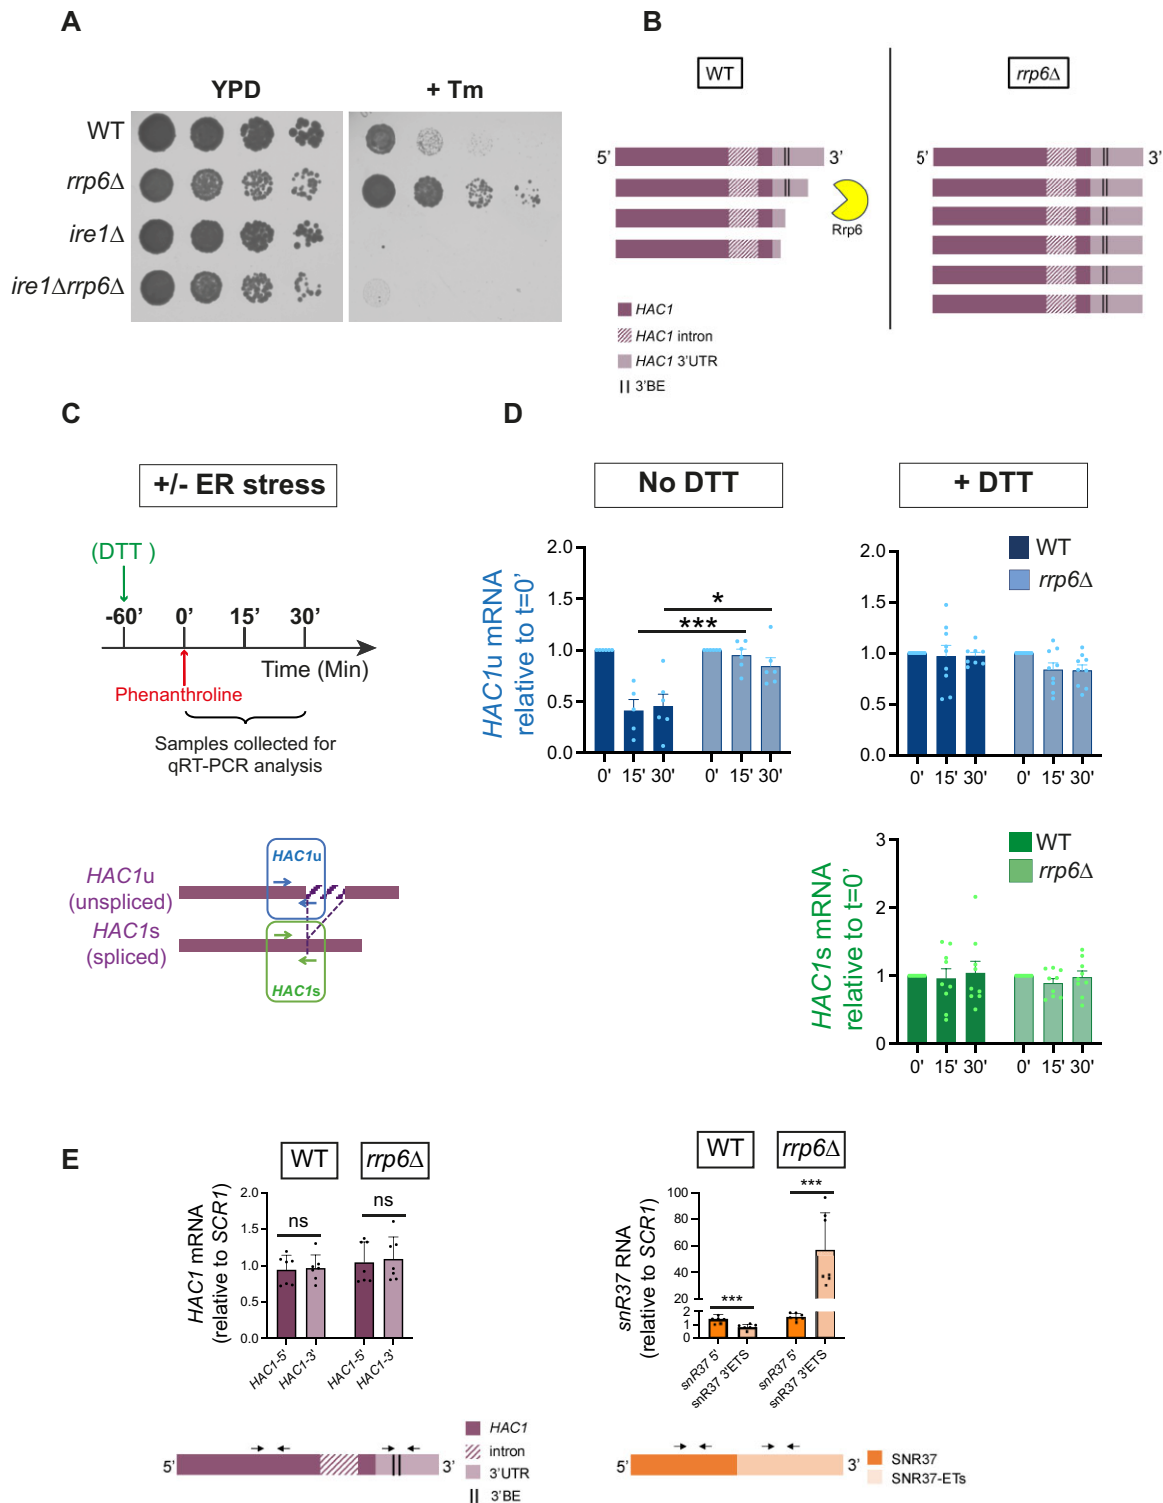 A
YPD
+ Tm
WT
rrp6Δ
ire1Δ
ire1Δrrp6Δ
B
WT
rrp6Δ
5'
3'
5'
3'
Rrp6
HAC1
HAC1 intron
HAC1 3'UTR
3'BE
C
+/- ER stress
(DTT )
-60'
0'
15'
30'
Time (Min)
Phenanthroline
Samples collected for
qRT-PCR analysis
HAC1u
HAC1u
(unspliced)
HAC1s
(spliced)
HAC1s
D
No DTT
+ DTT
HAC1u mRNA
relative to t=0'
2.0
1.5
1.0
0.5
0.0
*
***
0' 15' 30'
0' 15' 30'
WT
rrp6Δ
2.0
1.5
1.0
0.5
0.0
0' 15' 30'
0' 15' 30'
HAC1s mRNA
relative to t=0'
WT
rrp6Δ
3
2
1
0
0' 15' 30'
0' 15' 30'
E
WT
rrp6Δ
HAC1 mRNA
(relative to SCR1)
2.0
1.5
1.0
0.5
0.0
ns
ns
HAC1-5'
HAC1-3'
HAC1-5'
HAC1-3'
5'
3'
HAC1
intron
3'UTR
3'BE
WT
rrp6Δ
snR37 RNA
(relative to SCR1)
100
80
60
40
20
2
1
0
***
***
snR37 5'
snR37 3'ETS
snR37 5'
snR37 3'ETS
5'
3'
SNR37
SNR37-ETs